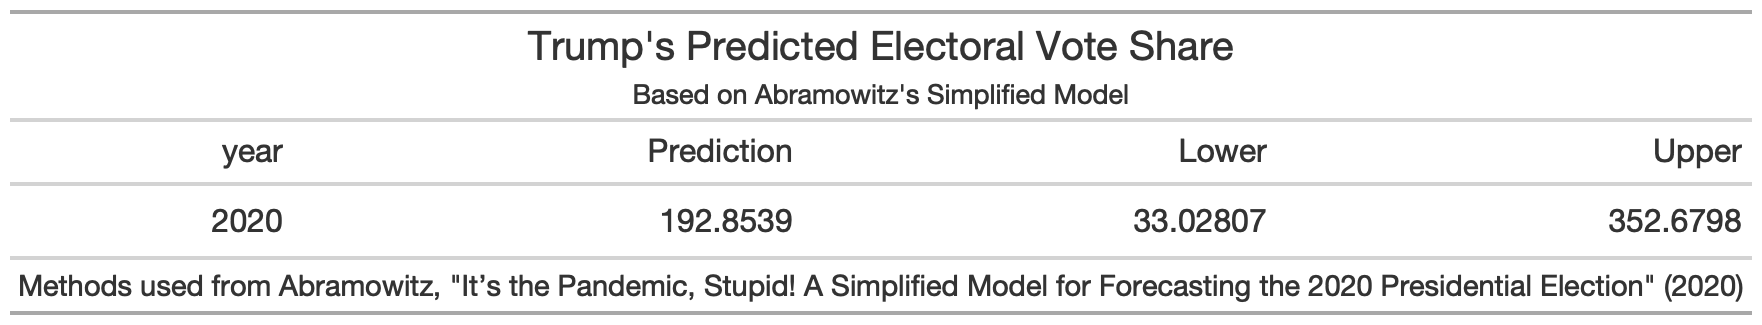 Trump's Predicted Electoral Vote Share
Based on Abramowitz's Simplified Model
year Prediction Lower Upper
2020 192.8539 33.02807 352.6798
Methods used from Abramowitz, "It’s the Pandemic, Stupid! A Simplified Model for Forecasting the 2020 Presidential Election" (2020)